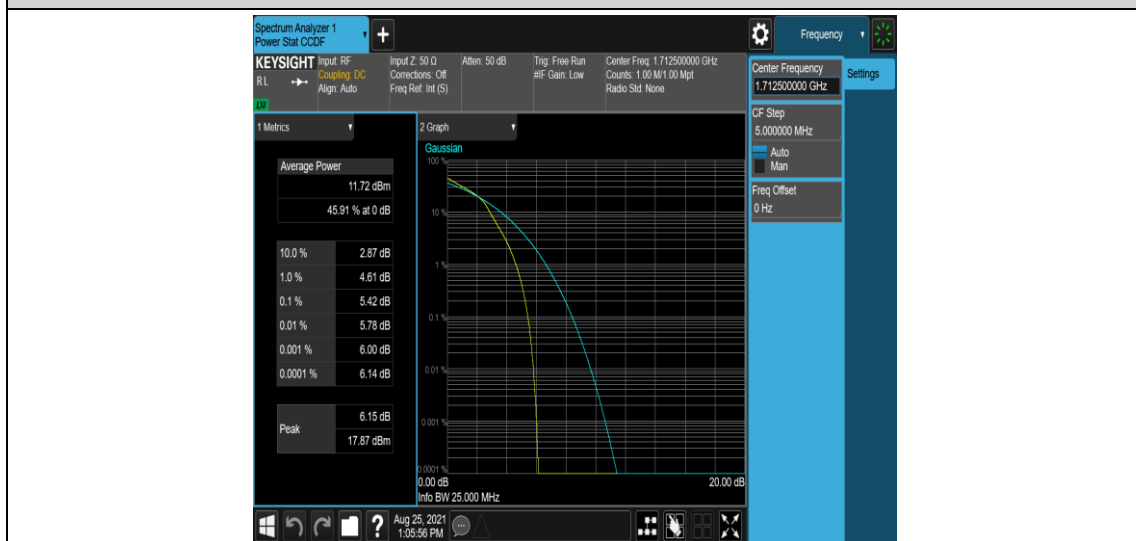 Spectrum Analyzer 1
Power Stat CCDF
Frequency
KEYSIGHT
RL
LXI
Input: RF
Coupling: DC
Align: Auto
Input Z: 50 Ω
Corrections: Off
Freq Ref: Int (S)
Atten: 50 dB
Trig: Free Run
#IF Gain: Low
Center Freq: 1.712500000 GHz
Counts: 1.00 M/1.00 Mpt
Radio Std: None
Center Frequency
1.712500000 GHz
Settings
CF Step
5.000000 MHz
Auto
Man
Freq Offset
0 Hz
1 Metrics
Average Power
11.72 dBm
45.91 % at 0 dB
10.0 % 2.87 dB
1.0 % 4.61 dB
0.1 % 5.42 dB
0.01 % 5.78 dB
0.001 % 6.00 dB
0.0001 % 6.14 dB
Peak
6.15 dB
17.87 dBm
2 Graph
Gaussian
100 %
10 %
1 %
0.1 %
0.01 %
0.001 %
0.0001 %
0.00 dB
20.00 dB
Info BW 25.000 MHz
?
Aug 25, 2021
1:05:56 PM